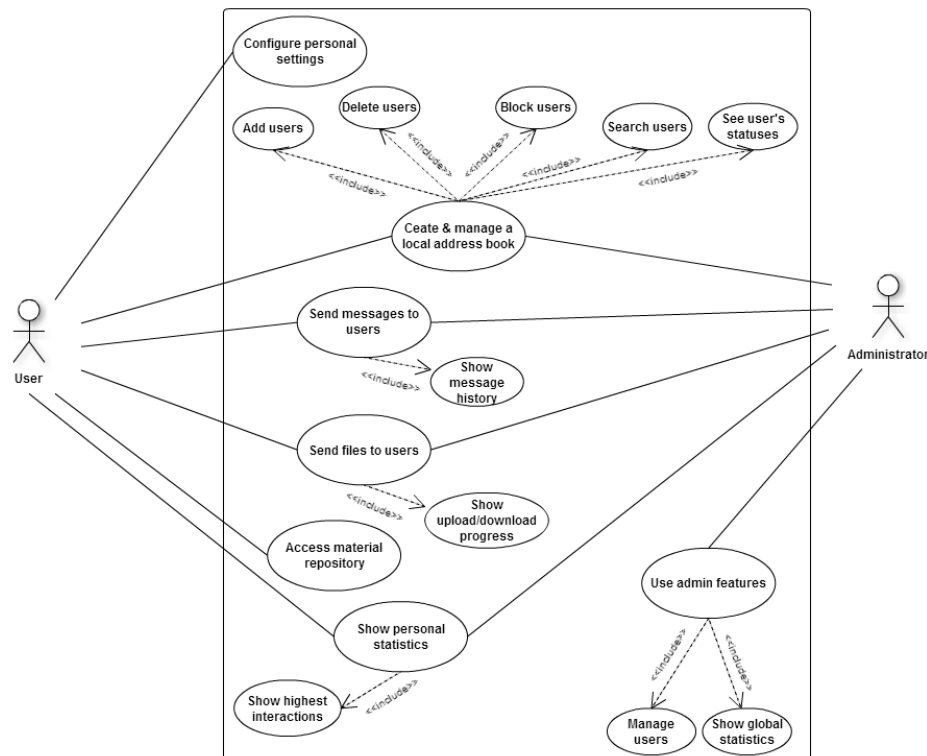 Configure personal
settings
Delete users
Block users
Add users
Search users
See user's
statuses
<<include>>
<<include>>
<<include>>
<<include>>
<<include>>
Ceate & manage a
local address book
Send messages to
users
User
Administrator
<<include>>
Show
message
history
Send files to users
<<include>>
Show
upload/download
progress
Access material
repository
Use admin features
Show personal
statistics
<<include>>
<<include>>
<<include>>
Show highest
interactions
Manage
users
Show global
statistics